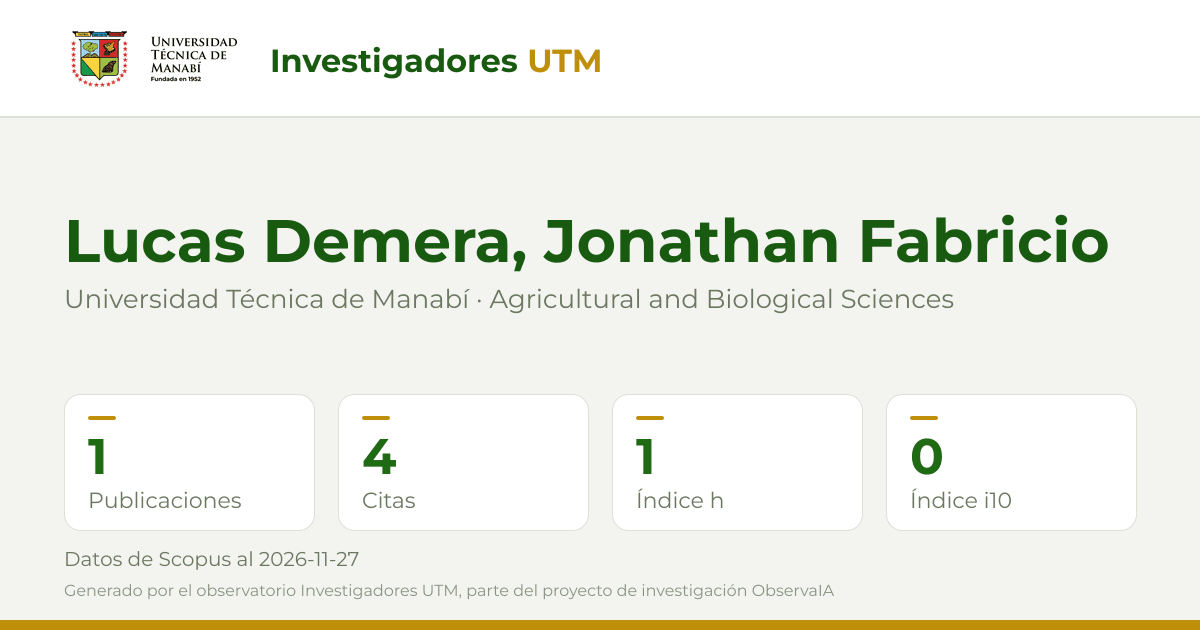 UNIVERSIDAD
TÉCNICA DE
MANABÍ
Fundada en 1952
Investigadores UTM
Lucas Demera, Jonathan Fabricio
Universidad Técnica de Manabí · Agricultural and Biological Sciences
1
Publicaciones
4
Citas
1
Índice h
0
Índice i10
Datos de Scopus al 2026-11-27
Generado por el observatorio Investigadores UTM, parte del proyecto de investigación ObservaIA